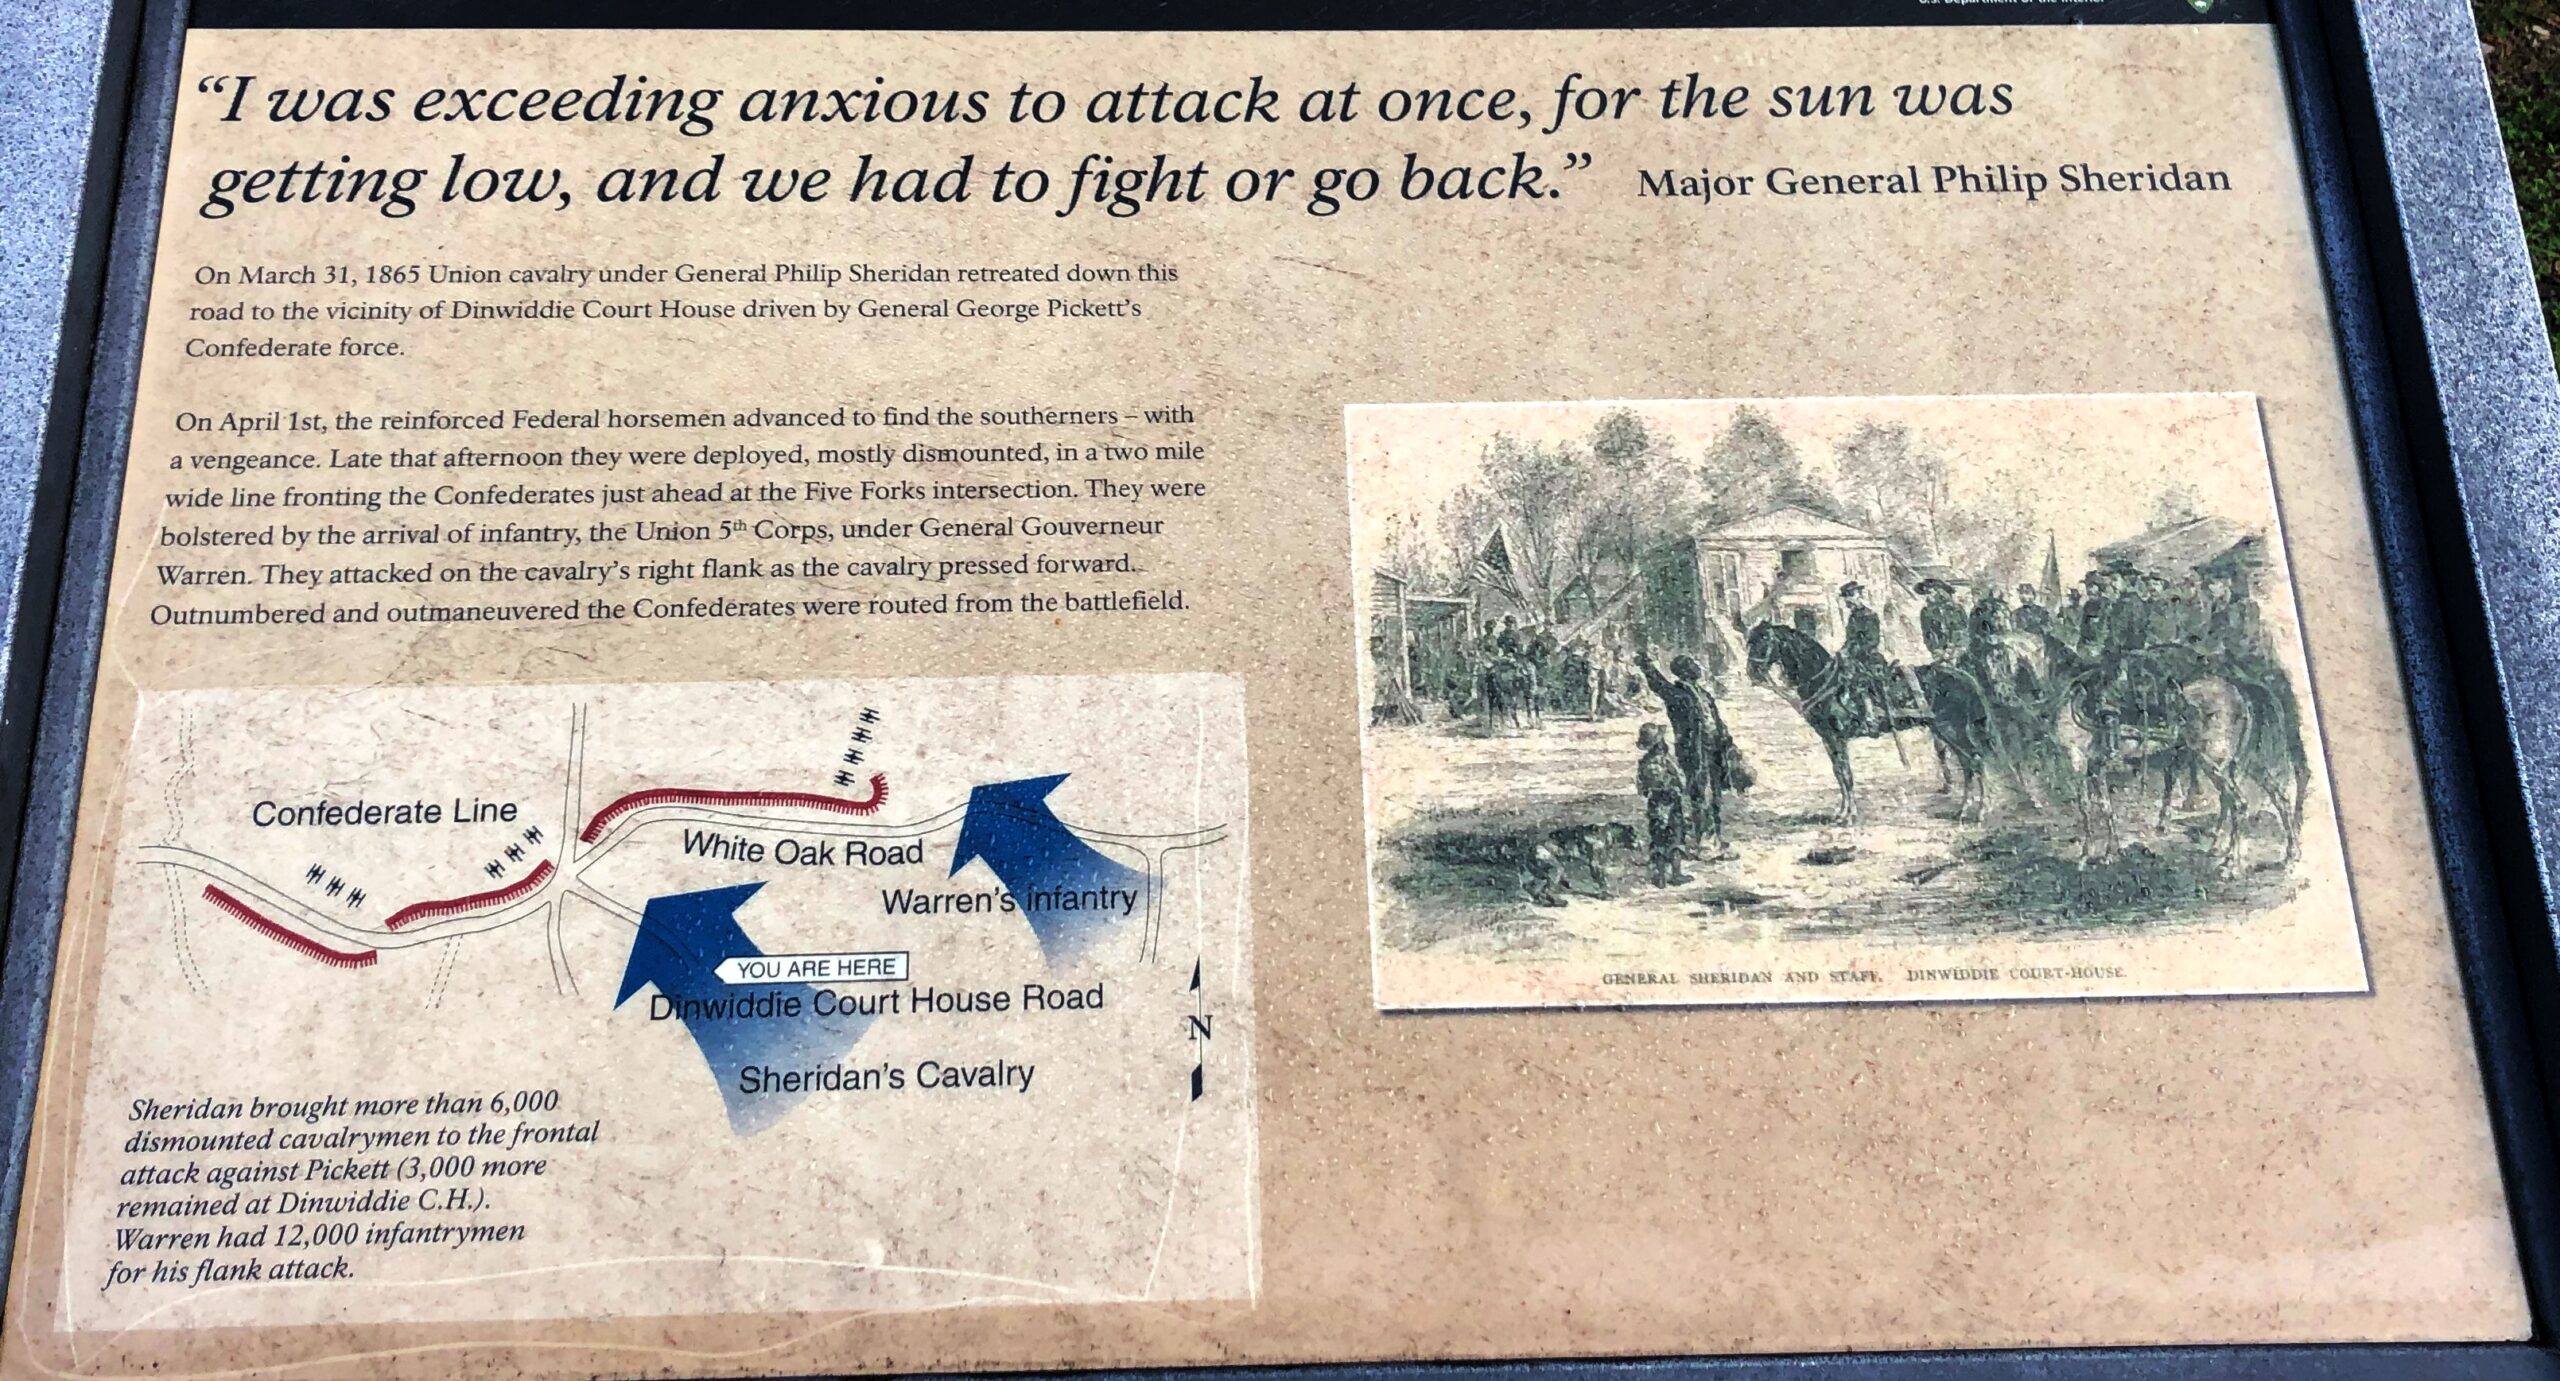 U.S. Department of the Interior
“I was exceeding anxious to attack at once, for the sun was
getting low, and we had to fight or go back.” Major General Philip Sheridan
On March 31, 1865 Union cavalry under General Philip Sheridan retreated down this
road to the vicinity of Dinwiddie Court House driven by General George Pickett’s
Confederate force.
On April 1st, the reinforced Federal horsemen advanced to find the southerners – with
a vengeance. Late that afternoon they were deployed, mostly dismounted, in a two mile
wide line fronting the Confederates just ahead at the Five Forks intersection. They were
bolstered by the arrival of infantry, the Union 5th Corps, under General Gouverneur
Warren. They attacked on the cavalry’s right flank as the cavalry pressed forward.
Outnumbered and outmaneuvered the Confederates were routed from the battlefield.
Confederate Line
White Oak Road
Warren’s infantry
YOU ARE HERE
Dinwiddie Court House Road
Sheridan’s Cavalry
N
Sheridan brought more than 6,000
dismounted cavalrymen to the frontal
attack against Pickett (3,000 more
remained at Dinwiddie C.H.).
Warren had 12,000 infantrymen
for his flank attack.
GENERAL SHERIDAN AND STAFF. DINWIDDIE COURT-HOUSE.